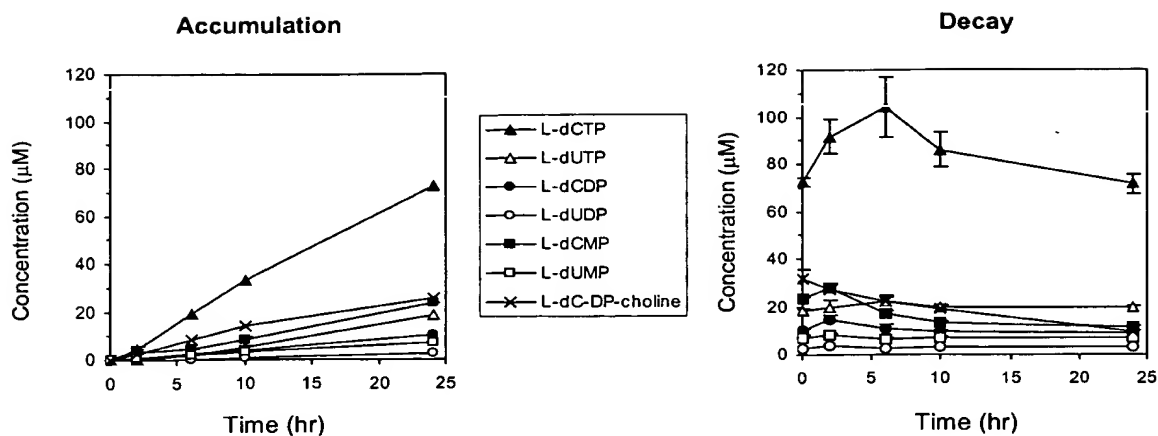 Accumulation
120
100
80
60
40
20
0
Concentration (μM)
0
5
10
15
20
25
Time (hr)
L-dCTP
L-dUTP
L-dCDP
L-dUDP
L-dCMP
L-dUMP
L-dC-DP-choline
Decay
120
100
80
60
40
20
0
Concentration (μM)
0
5
10
15
20
25
Time (hr)